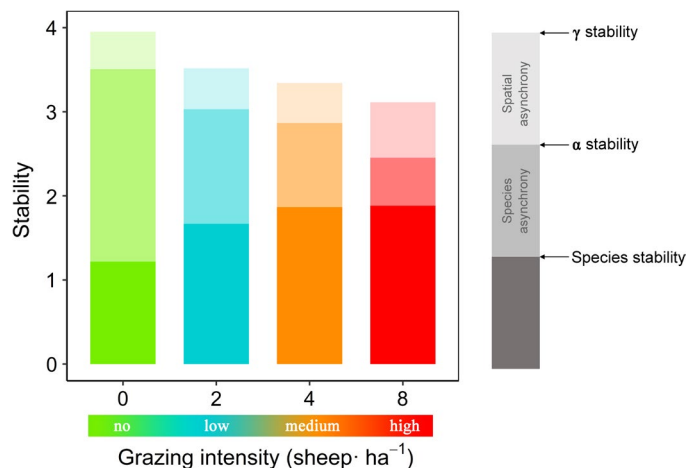 4
3
2
1
0
Stability
0 2 4 8
no low medium high
Grazing intensity (sheep· ha⁻¹)
γ stability
Spatial
asynchrony
α stability
Species
asynchrony
Species stability